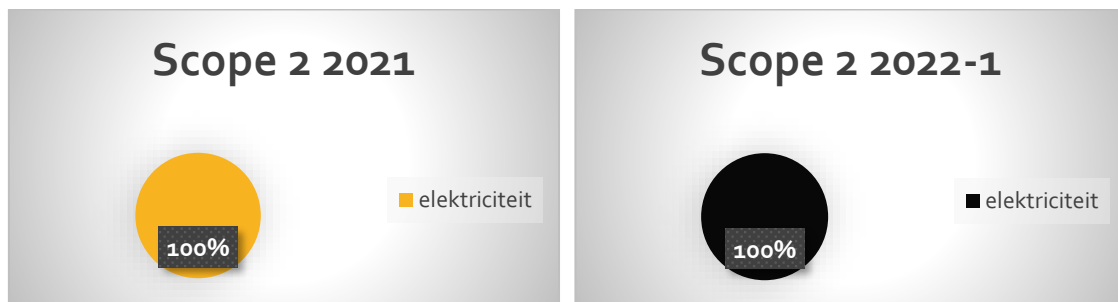 Scope 2 2021
elektriciteit
100%
Scope 2 2022-1
elektriciteit
100%